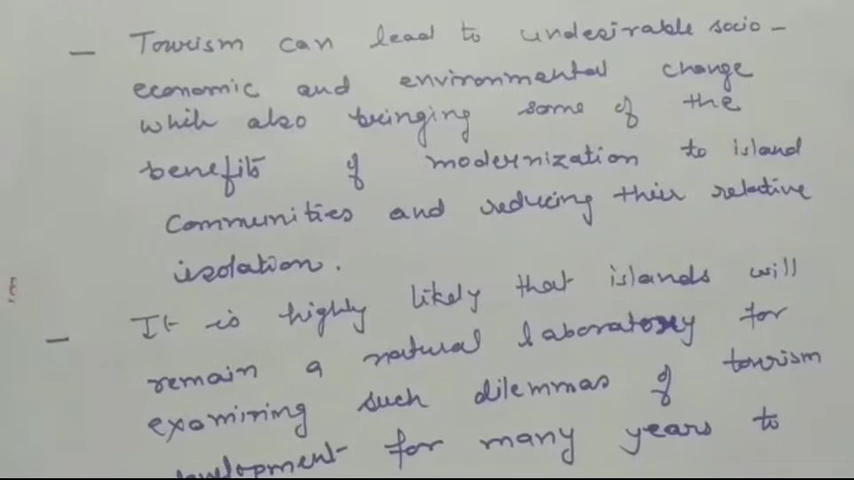 - Tourism can lead to undesirable socio-
economic and environmental change
which also bringing some of the
benefits of modernization to island
communities and reducing their relative
isolation.
- It is highly likely that islands will
remain a natural laboratory for
examining such dilemmas of tourism
development for many years to